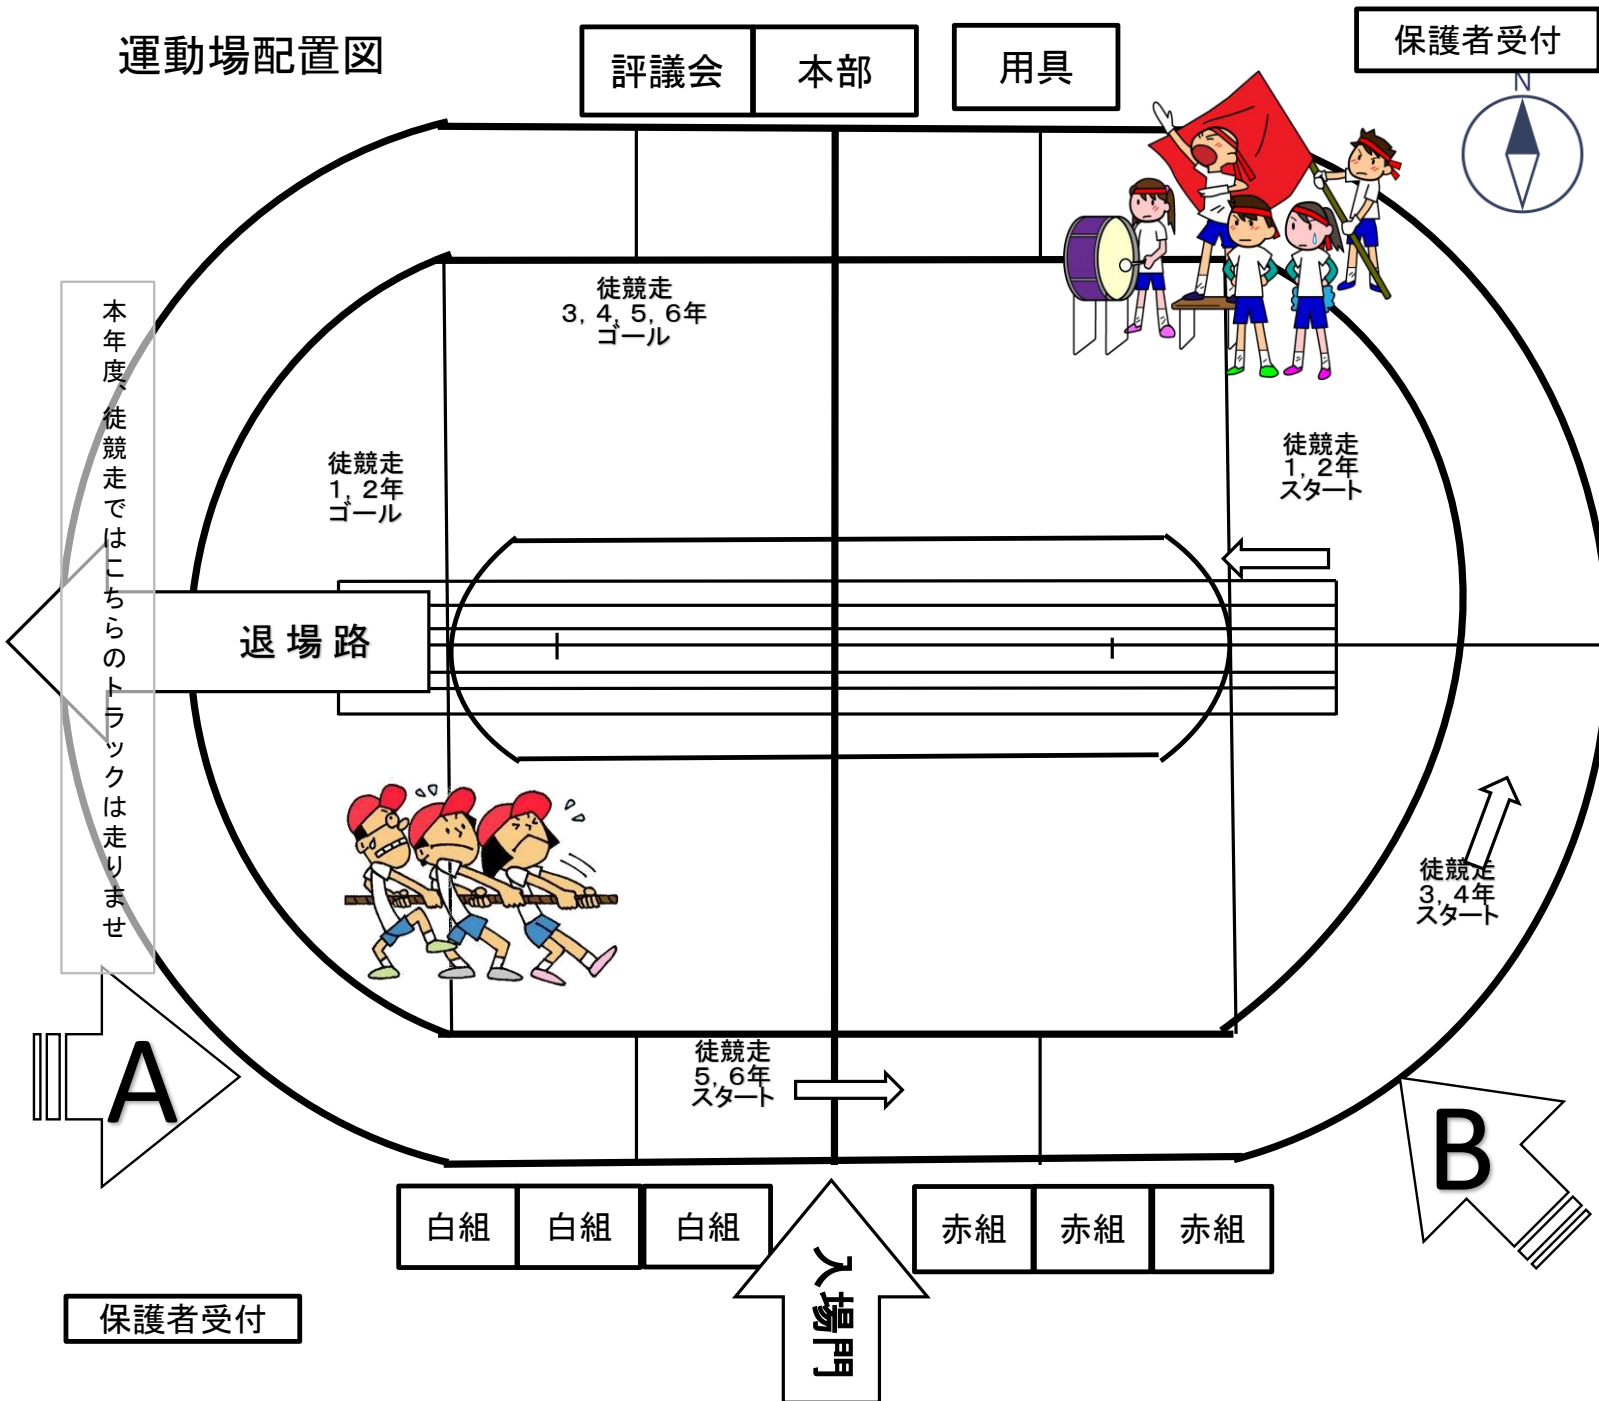 運動場配置図
評議会
本部
用具
保護者受付
N
徒競走
3, 4, 5, 6年
ゴール
徒競走
1, 2年
ゴール
徒競走
1, 2年
スタート
本年度、徒競走ではこちらのトラックは走りませ
退場路
徒競走
3, 4年
スタート
A
徒競走
5, 6年
スタート
B
白組
白組
白組
赤組
赤組
赤組
入場門
保護者受付